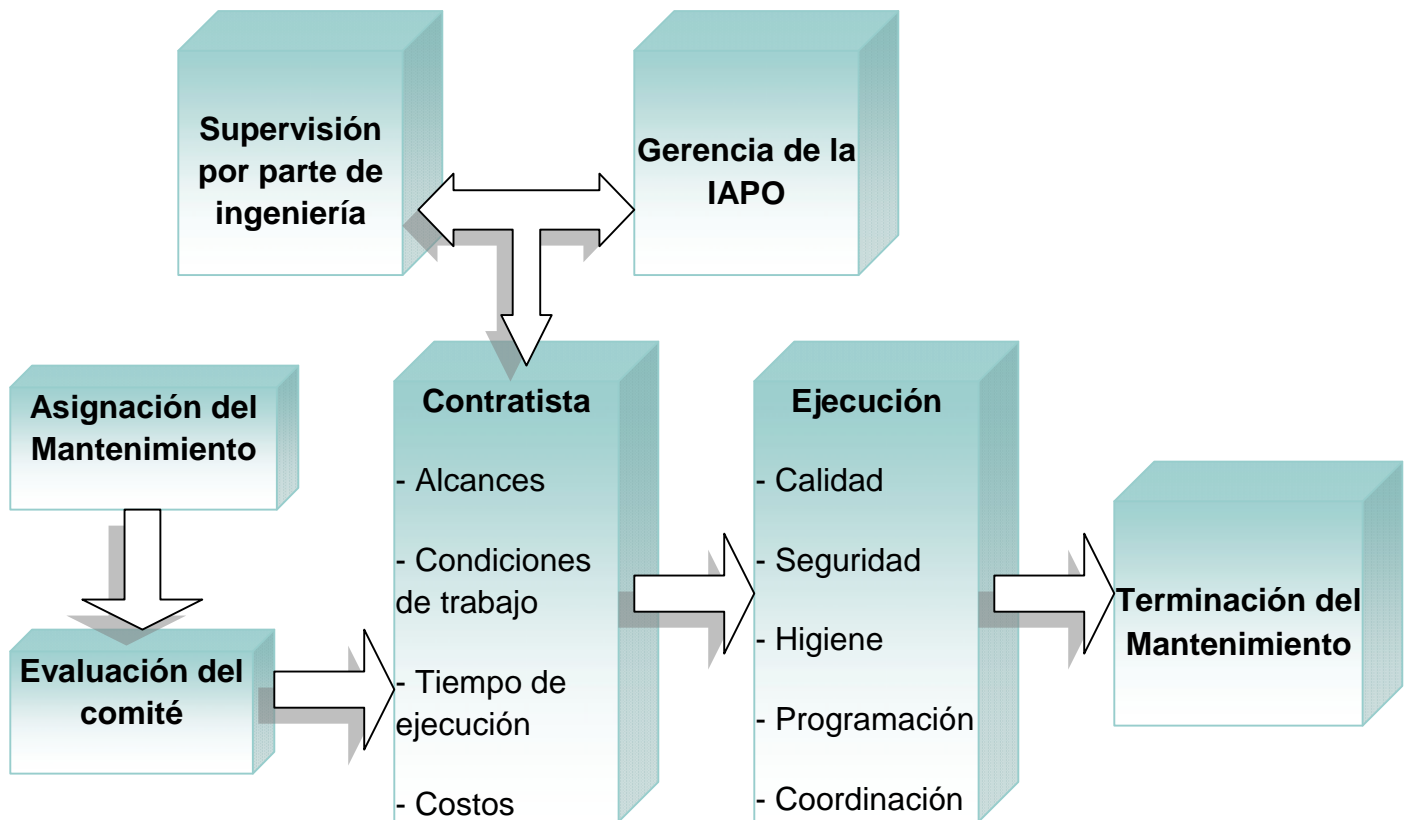 Supervisión
por parte de
ingeniería
Gerencia de la
IAPO
Asignación del
Mantenimiento
Evaluación del
comité
Contratista
- Alcances
- Condiciones
de trabajo
- Tiempo de
ejecución
- Costos
Ejecución
- Calidad
- Seguridad
- Higiene
- Programación
- Coordinación
Terminación del
Mantenimiento